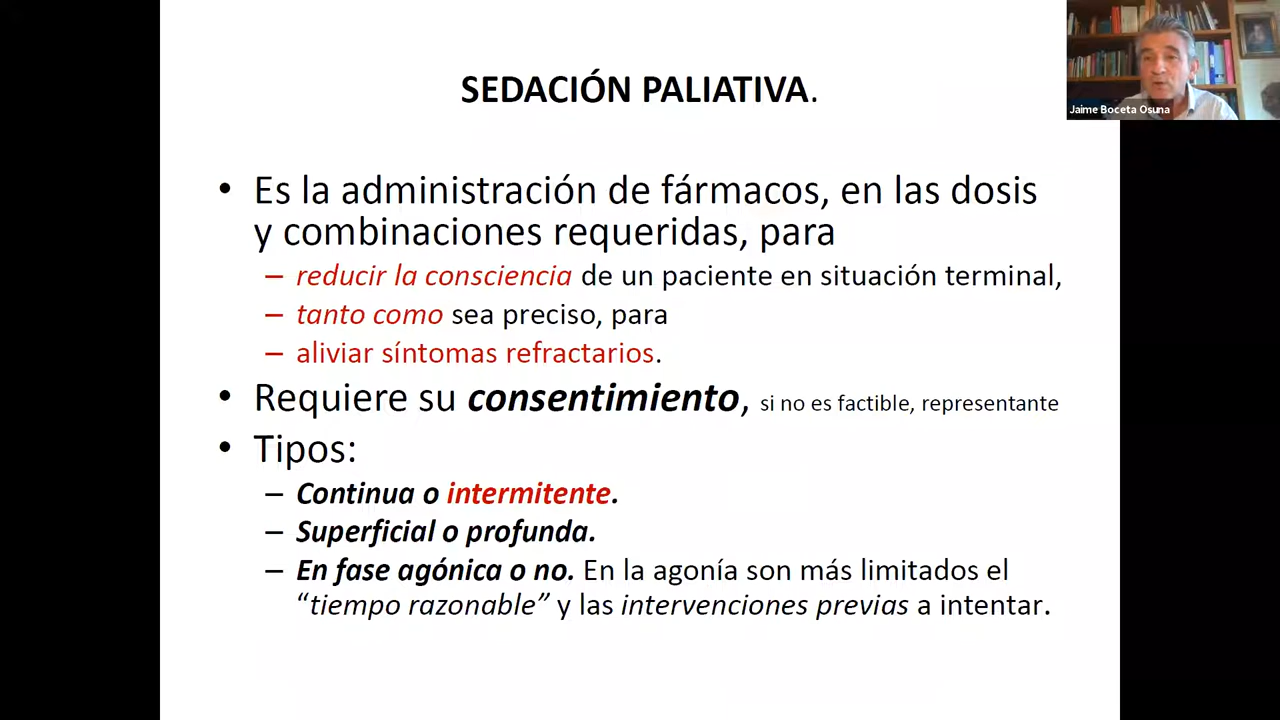 SEDACIÓN PALIATIVA.
Jaime Boceta Osuna
• Es la administración de fármacos, en las dosis
y combinaciones requeridas, para
– reducir la consciencia de un paciente en situación terminal,
– tanto como sea preciso, para
– aliviar síntomas refractarios.
• Requiere su consentimiento, si no es factible, representante
• Tipos:
– Continua o intermitente.
– Superficial o profunda.
– En fase agónica o no. En la agonía son más limitados el
“tiempo razonable” y las intervenciones previas a intentar.